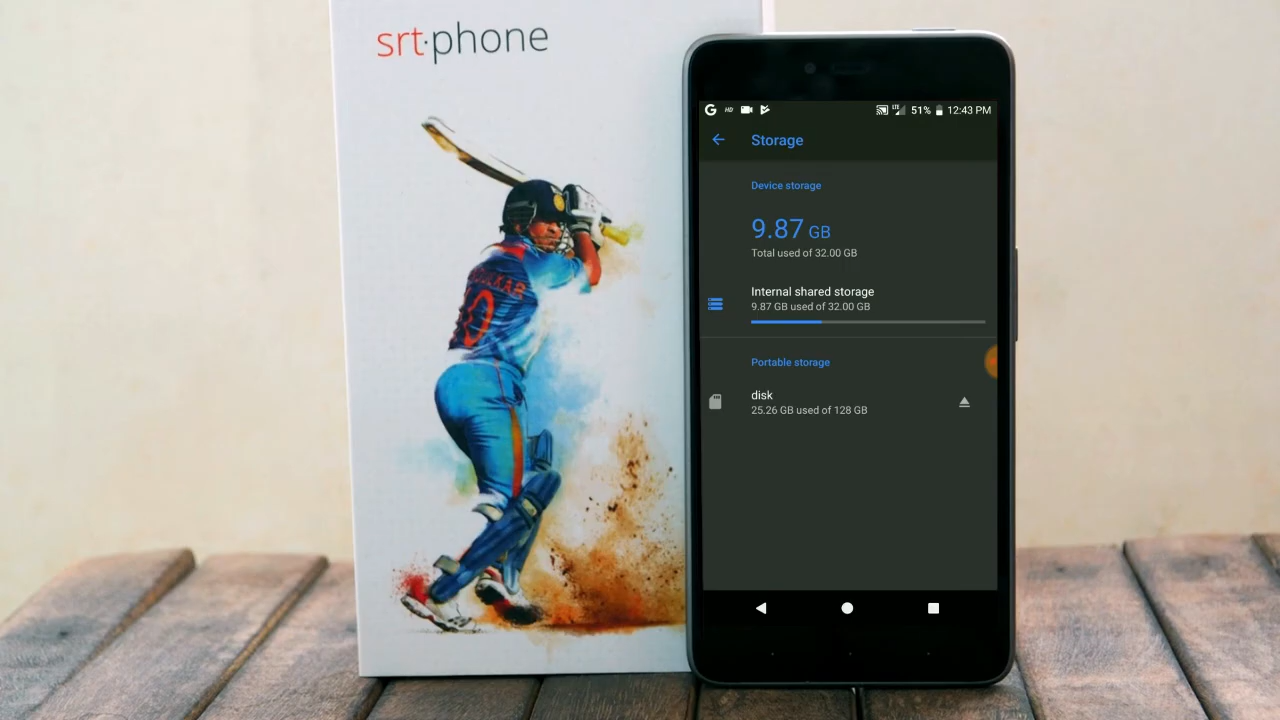 srt·phone
HD
LTE
51%
12:43 PM
Storage
Device storage
9.87 GB
Total used of 32.00 GB
Internal shared storage
9.87 GB used of 32.00 GB
Portable storage
disk
25.26 GB used of 128 GB